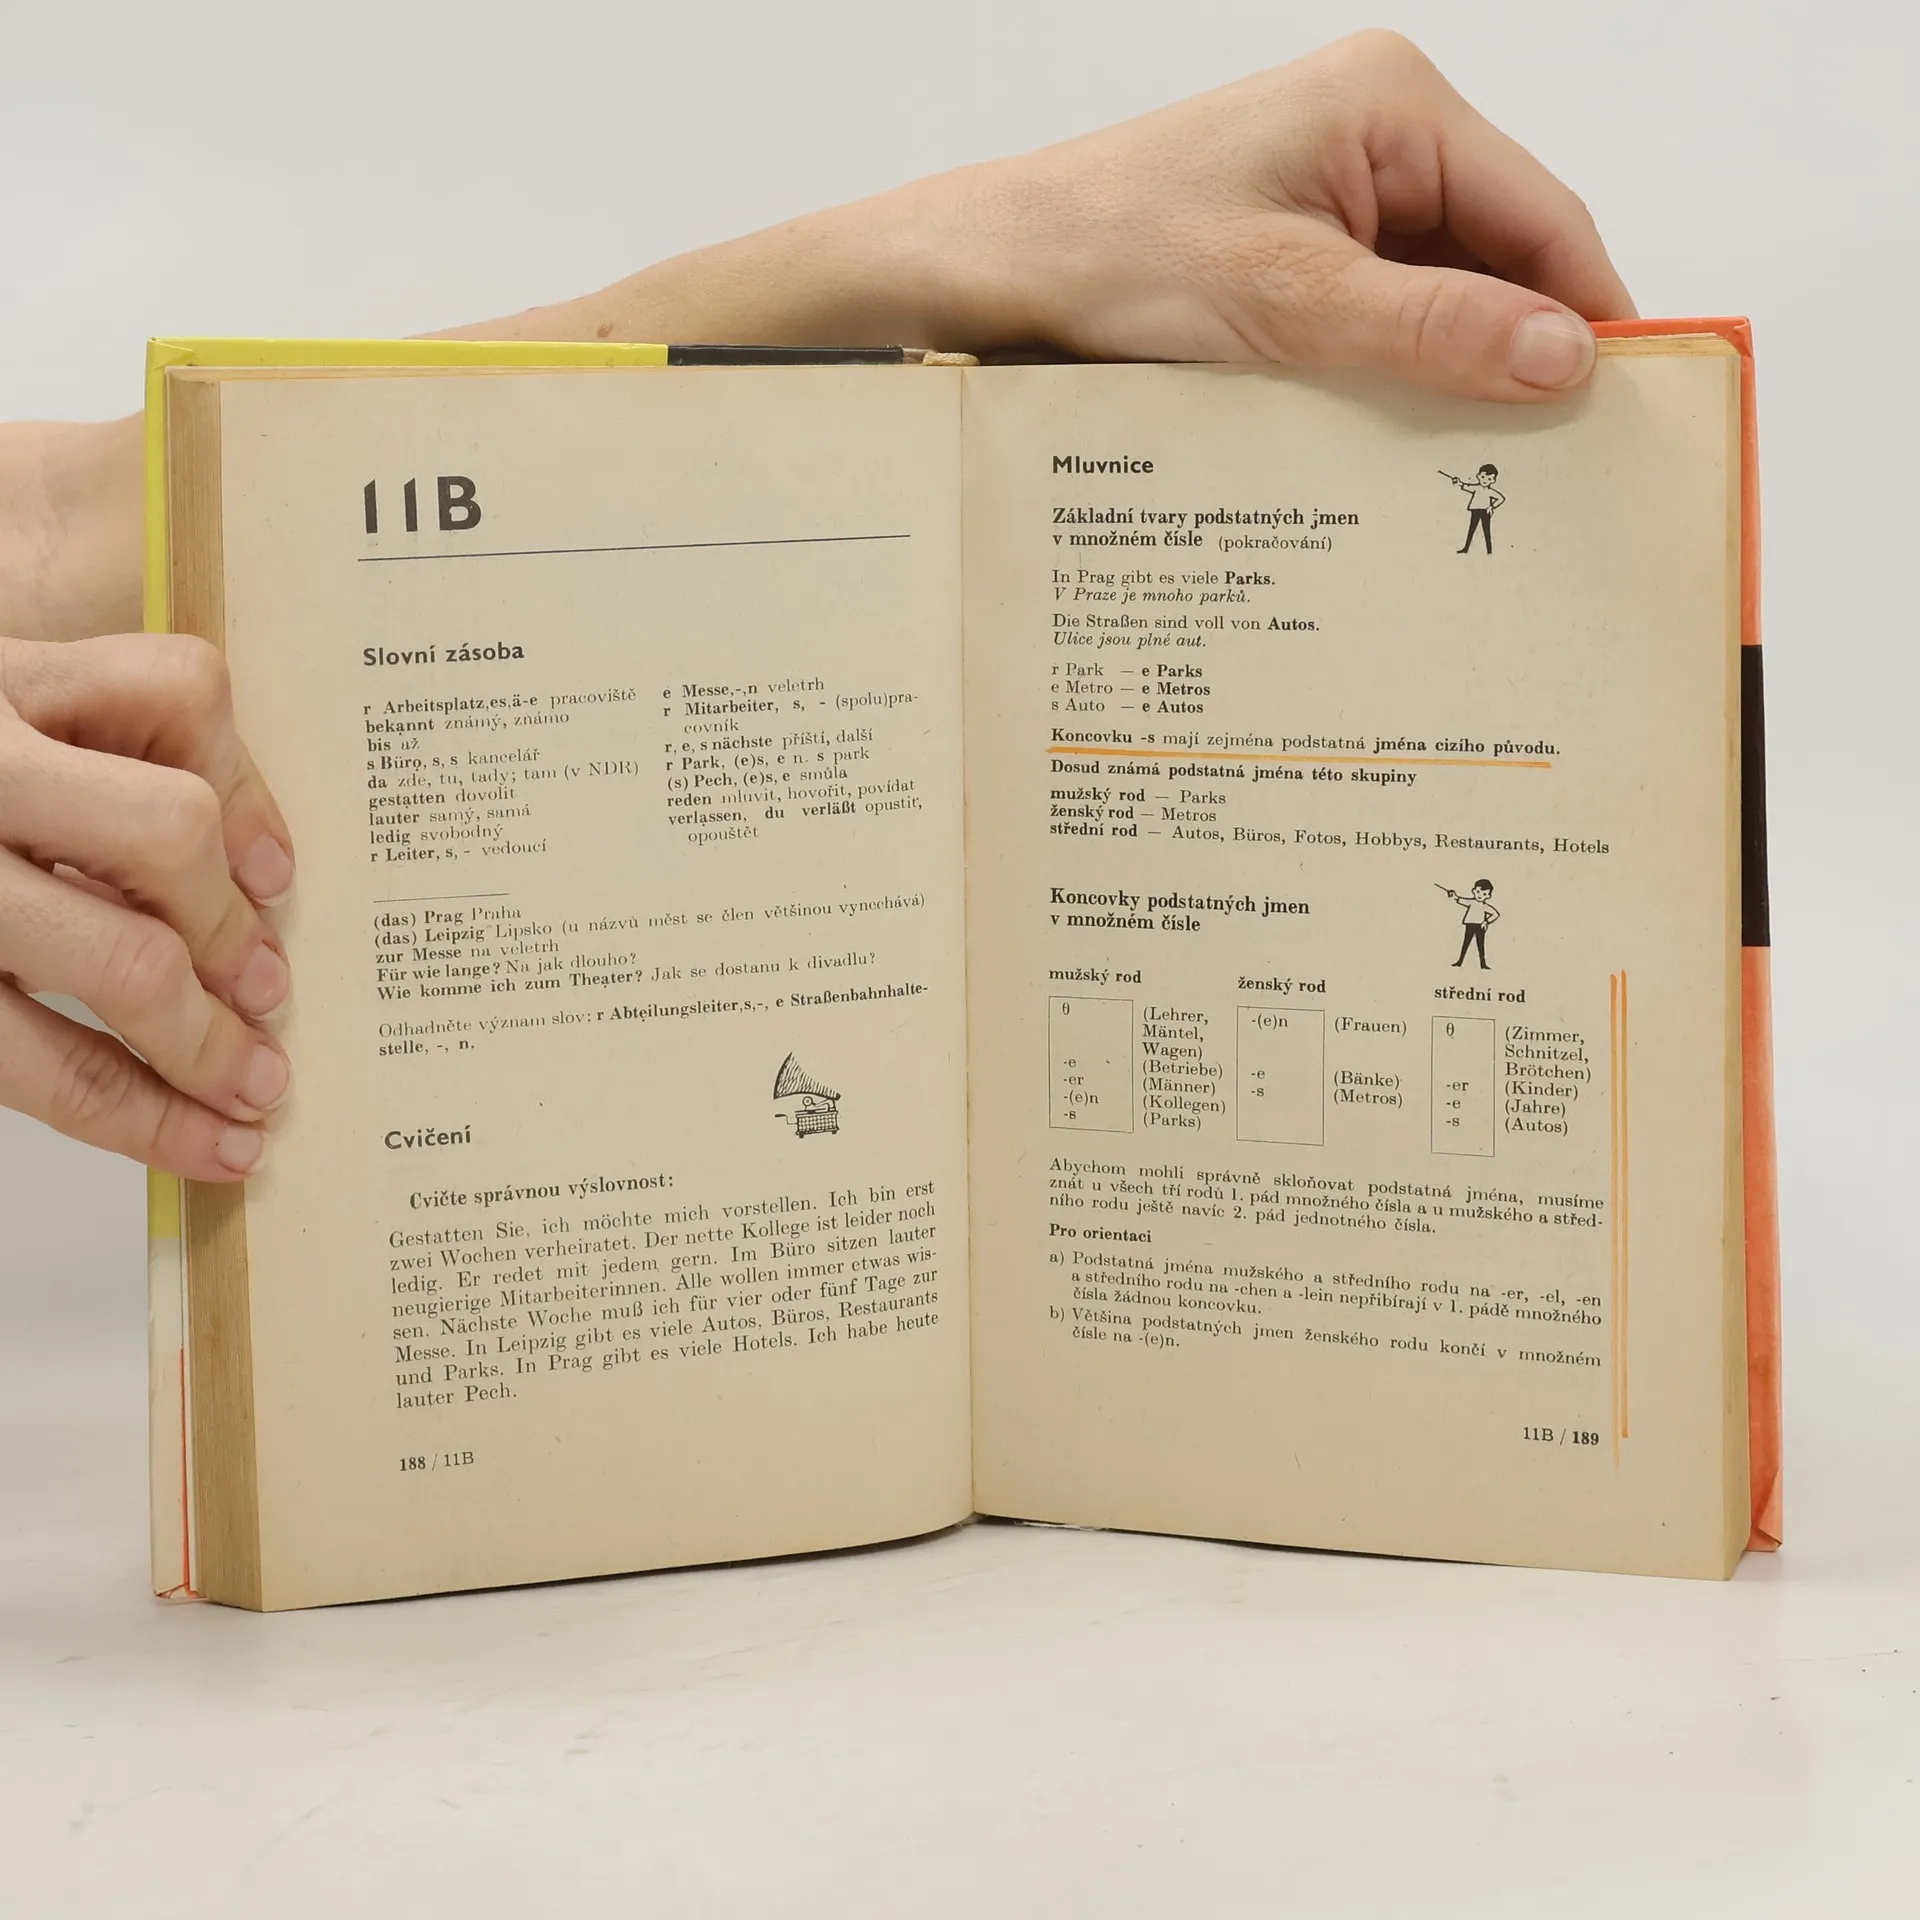 11B
Slovní zásoba
r Arbeitsplatz,es,ä-e pracoviště
bekannt známý, známo
bis až
s Büro, s, s kancelář
da zde, tu, tady; tam (v NDR)
gestatten dovolit
lauter samý, samá
ledig svobodný
r Leiter, s, - vedoucí
e Messe,-,n veletrh
r Mitarbeiter, s, - (spolu)pra-
covník
r, e, s nächste příští, další
r Park, (e)s, e n. s park
(s) Pech, (e)s, e smůla
reden mluvit, hovořit, povídat
verlassen, du verläßt opustit,
opouštět
(das) Prag Praha
(das) Leipzig Lipsko (u názvů měst se člen většinou vynechává)
zur Messe na veletrh
Für wie lange? Na jak dlouho?
Wie komme ich zum Theater? Jak se dostanu k divadlu?
Odhadněte význam slov: r Abteilungsleiter,s,-, e Straßenbahnhalte-
stelle, -, n.
Cvičení
Cvičte správnou výslovnost:
Gestatten Sie, ich möchte mich vorstellen. Ich bin erst
zwei Wochen verheiratet. Der nette Kollege ist leider noch
ledig. Er redet mit jedem gern. Im Büro sitzen lauter
neugierige Mitarbeiterinnen. Alle wollen immer etwas wis-
sen. Nächste Woche muß ich für vier oder fünf Tage zur
Messe. In Leipzig gibt es viele Autos, Büros, Restaurants
und Parks. In Prag gibt es viele Hotels. Ich habe heute
lauter Pech.
188 / 11B
Mluvnice
Základní tvary podstatných jmen
v množném čísle (pokračování)
In Prag gibt es viele Parks.
V Praze je mnoho parků.
Die Straßen sind voll von Autos.
Ulice jsou plné aut.
r Park — e Parks
e Metro — e Metros
s Auto — e Autos
Koncovku -s mají zejména podstatná jména cizího původu.
Dosud známá podstatná jména této skupiny
mužský rod — Parks
ženský rod — Metros
střední rod — Autos, Büros, Fotos, Hobbys, Restaurants, Hotels
Koncovky podstatných jmen
v množném čísle
mužský rod
θ (Lehrer,
Mäntel,
Wagen)
-e (Betriebe)
-er (Männer)
-(e)n (Kollegen)
-s (Parks)
ženský rod
-(e)n (Frauen)
-e (Bänke)
-s (Metros)
střední rod
θ (Zimmer,
Schnitzel,
Brötchen)
-er (Kinder)
-e (Jahre)
-s (Autos)
Abychom mohli správně skloňovat podstatná jména, musíme
znát u všech tří rodů 1. pád množného čísla a u mužského a střed-
ního rodu ještě navíc 2. pád jednotného čísla.
Pro orientaci
a) Podstatná jména mužského a středního rodu na -er, -el, -en
a středního rodu na -chen a -lein nepřibírají v 1. pádě množného
čísla žádnou koncovku.
b) Většina podstatných jmen ženského rodu končí v množném
čísle na -(e)n.
11B / 189